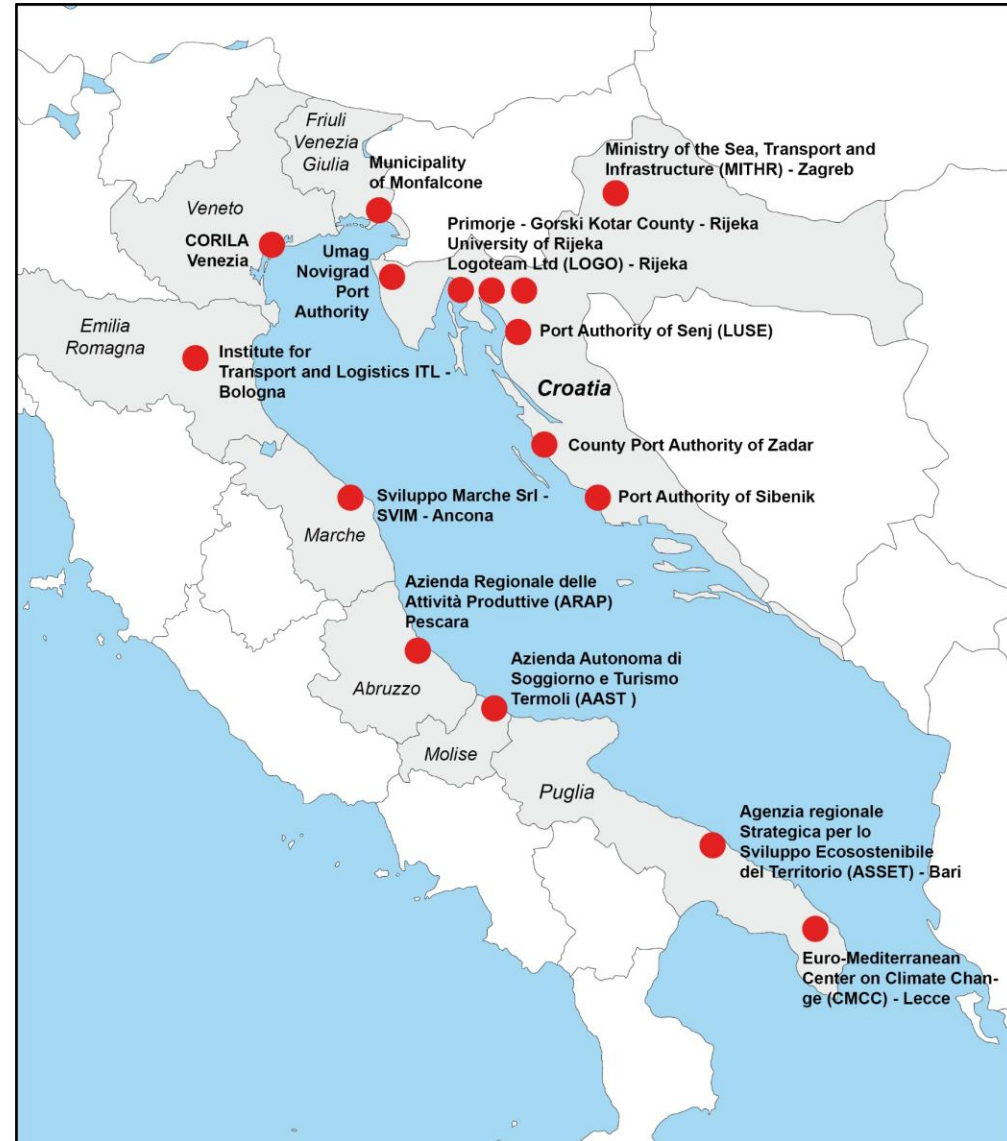 Friuli
Venezia
Giulia
Municipality
of Monfalcone
Ministry of the Sea, Transport and
Infrastructure (MITHR) - Zagreb
Veneto
CORILA
Venezia
Umag
Novigrad
Port
Authority
Primorje - Gorski Kotar County - Rijeka
University of Rijeka
Logoteam Ltd (LOGO) - Rijeka
Port Authority of Senj (LUSE)
Emilia
Romagna
Institute for
Transport and Logistics ITL -
Bologna
Croatia
County Port Authority of Zadar
Port Authority of Sibenik
Sviluppo Marche Srl -
SVIM - Ancona
Marche
Azienda Regionale delle
Attività Produttive (ARAP)
Pescara
Abruzzo
Azienda Autonoma di
Soggiorno e Turismo
Termoli (AAST )
Molise
Puglia
Agenzia regionale
Strategica per lo
Sviluppo Ecosostenibile
del Territorio (ASSET) - Bari
Euro-Mediterranean
Center on Climate Chan-
ge (CMCC) - Lecce